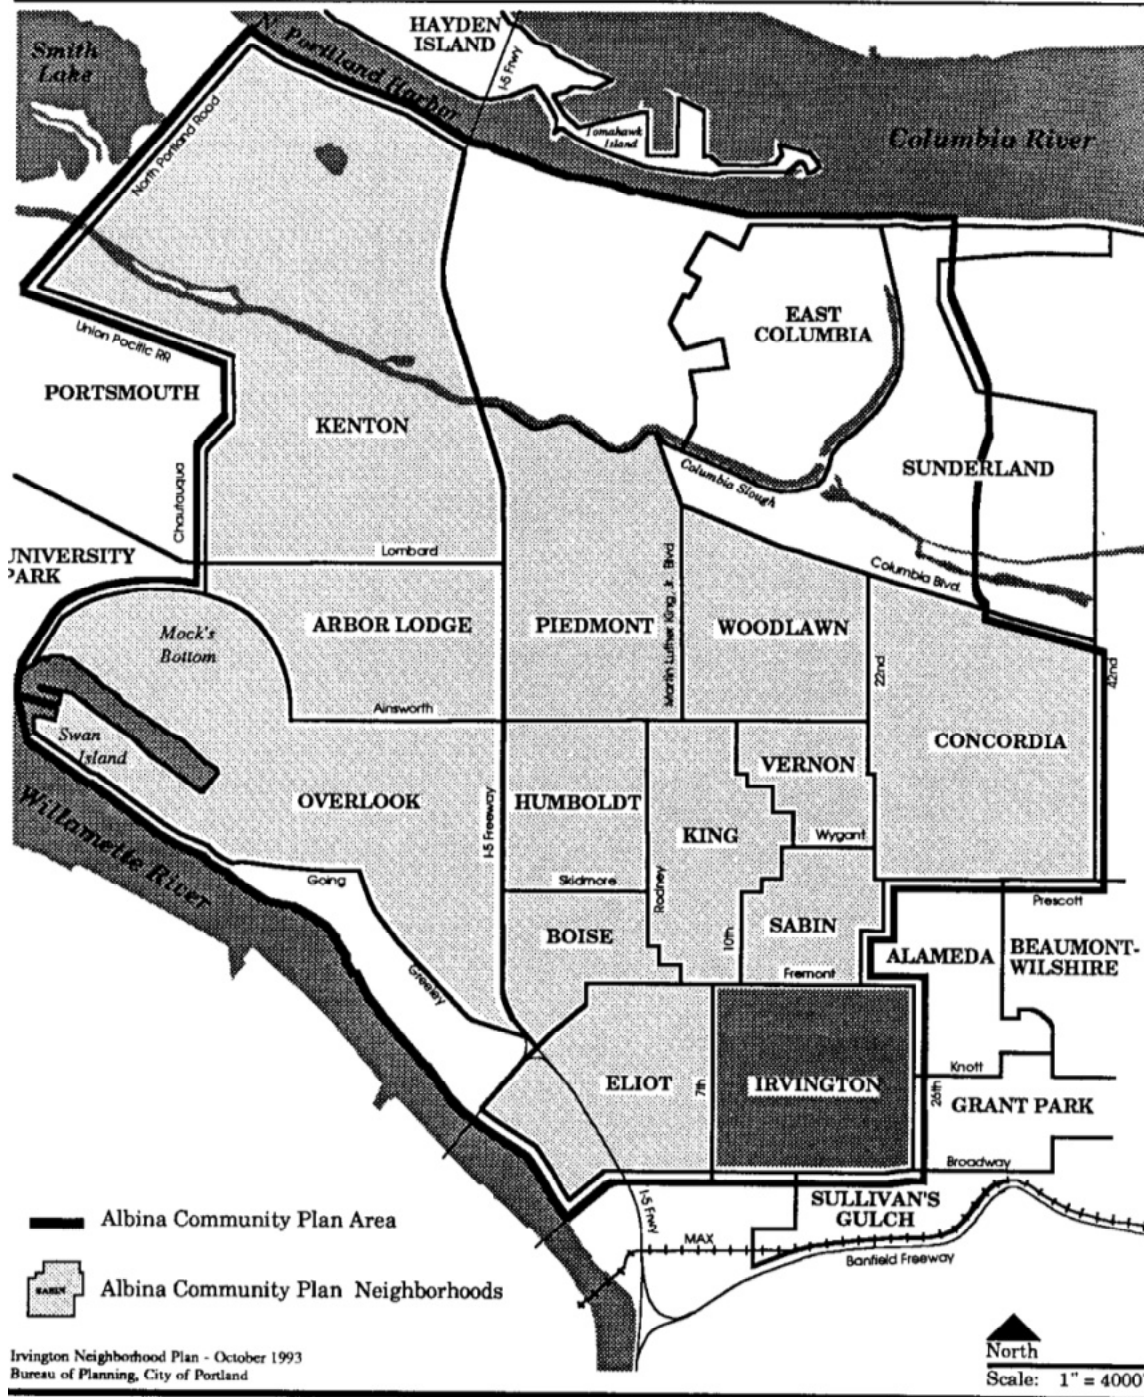 HAYDEN
ISLAND
N. Portland Harbor
I-5 Frwy
Smith
Lake
Tomahawk
Island
Columbia River
North Portland Road
EAST
COLUMBIA
Union Pacific RR
PORTSMOUTH
KENTON
SUNDERLAND
Columbia Slough
Chautauqua
Lombard
UNIVERSITY
PARK
Columbia Blvd.
Martin Luther King, Jr. Blvd
ARBOR LODGE
PIEDMONT
WOODLAWN
Mock's
Bottom
22nd
42nd
Ainsworth
Swan
Island
CONCORDIA
VERNON
OVERLOOK
HUMBOLDT
I-5 Freeway
KING
Wygant
Willamette River
Going
Skidmore
Rodney
Prescott
BOISE
10th
SABIN
ALAMEDA
BEAUMONT-
WILSHIRE
Greeley
Fremont
Knott
ELIOT
7th
IRVINGTON
26th
GRANT PARK
Broadway
SULLIVAN'S
GULCH
I-5 Frwy
MAX
Banfield Freeway
Albina Community Plan Area
SABIN
Albina Community Plan Neighborhoods
North
Irvington Neighborhood Plan - October 1993
Bureau of Planning, City of Portland
Scale: 1" = 4000'